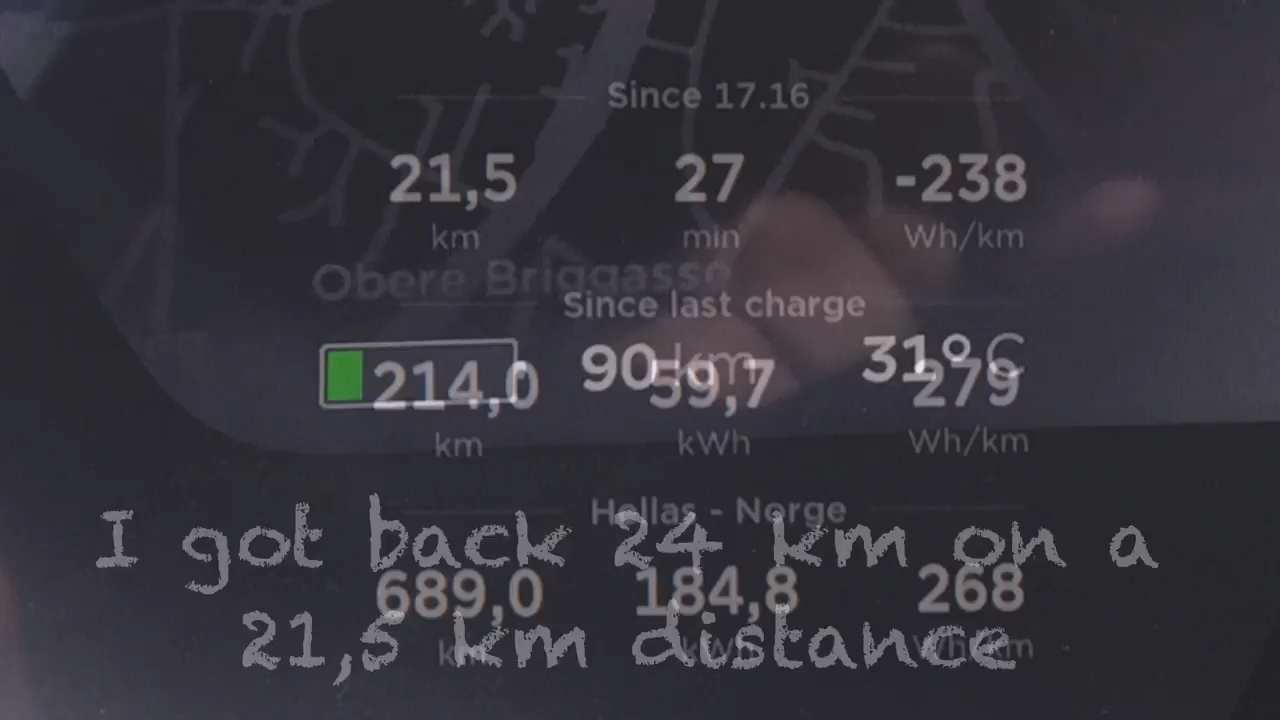 Since 17.16
21,5 27 -238
km min Wh/km
Obere Briggasse
Since last charge
90 km 31° C
214,0 59,7 279
km kWh Wh/km
Hellas - Norge
I got back 24 km on a
689,0 184,8 268
21,5 km distance
km kWh Wh/km